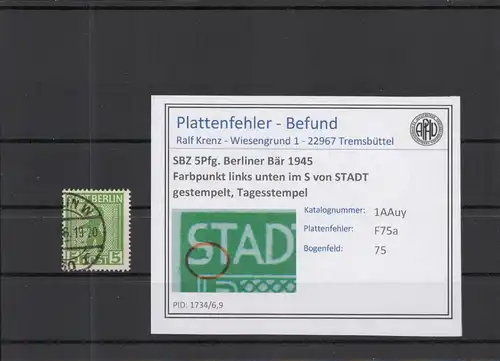 Plattenfehler - Befund
Ralf Krenz - Wiesengrund 1 - 22967 Tremsbüttel
SBZ 5Pfg. Berliner Bär 1945
Farbpunkt links unten im S von STADT
gestempelt, Tagesstempel
Katalognummer: 1AAuy
Plattenfehler: F75a
Bogenfeld: 75
STADT
PID: 1734/6,9
BERLIN